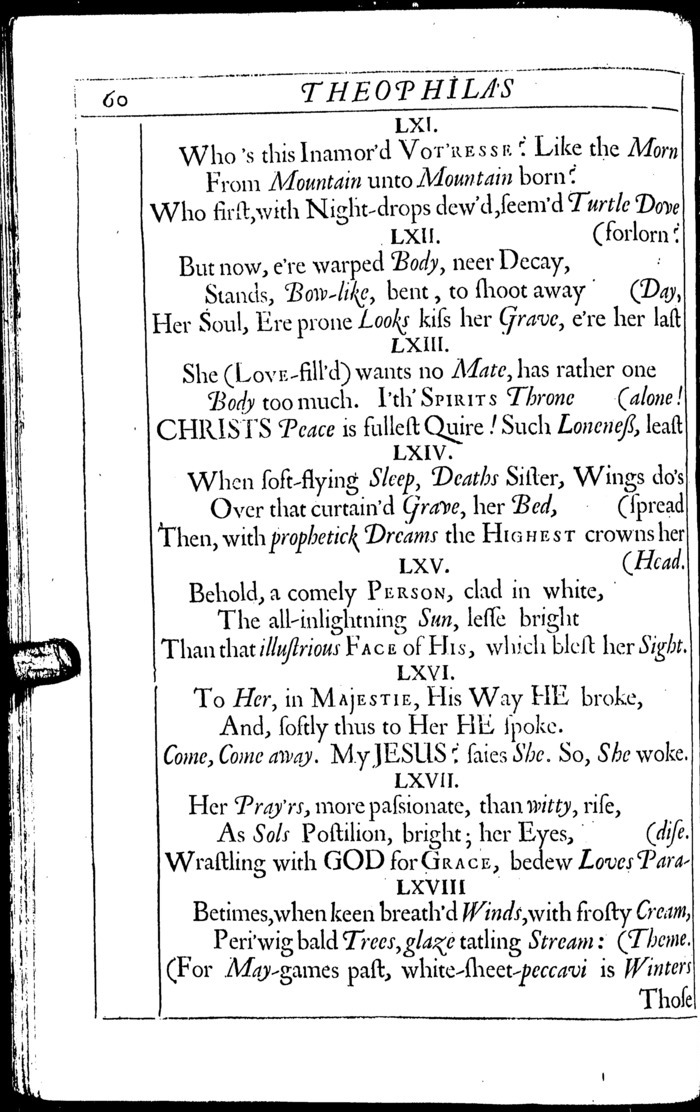 60 THEOPHILA'S
LXI.
Who 's this Inamor'd VOT'RESSE? Like the Morn
From Mountain unto Mountain born?
Who firſt, with Night-drops dew'd, ſeem'd Turtle Dove
LXII. (forlorn?
But now, e're warped Body, neer Decay,
Stands, Bow-like, bent, to ſhoot away (Day,
Her Soul, Ere prone Looks kiſs her Grave, e're her laſt
LXIII.
She (LOVE-fill'd) wants no Mate, has rather one
Body too much. I'th' SPIRITS Throne (alone!
CHRISTS Peace is fulleſt Quire! Such Loneneß, leaſt
LXIV.
When ſoft-flying Sleep, Deaths Siſter, Wings do's
Over that curtain'd Grave, her Bed, (ſpread
Then, with prophetick Dreams the HIGHEST crowns her
LXV. (Head.
Behold, a comely PERSON, clad in white,
The all-inlightning Sun, leſſe bright
Than that illuſtrious FACE of HIS, which bleſt her Sight.
LXVI.
To Her, in MAJESTIE, His Way HE broke,
And, ſoftly thus to Her HE ſpoke.
Come, Come away. My JESUS? ſaies She. So, She woke.
LXVII.
Her Pray'rs, more paſsionate, than witty, riſe,
As Sols Poſtilion, bright; her Eyes, (diſe.
Wraſtling with GOD for GRACE, bedew Loves Para-
LXVIII
Betimes, when keen breath'd Winds, with froſty Cream,
Peri'wig bald Trees, glaze tatling Stream: (Theme.
(For May-games paſt, white-ſheet-peccavi is Winters
Thoſe